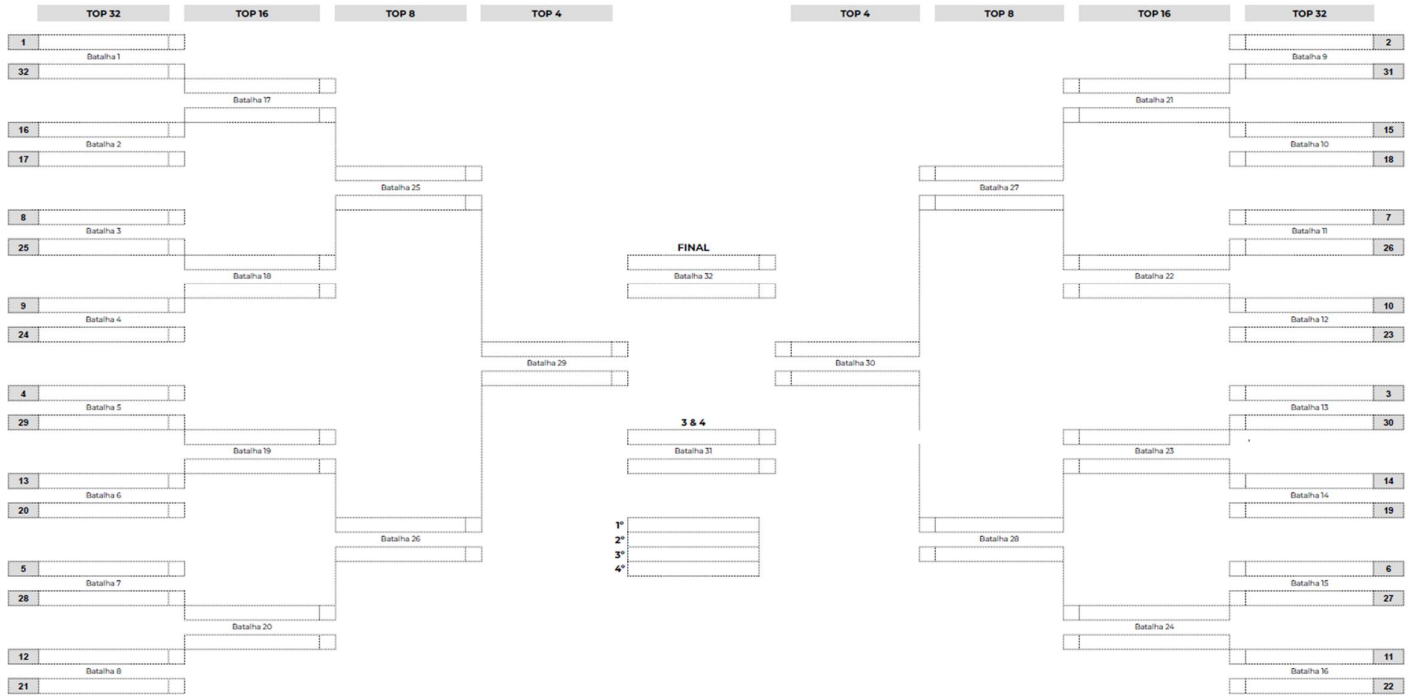 TOP 32 TOP 16 TOP 8 TOP 4 TOP 4 TOP 8 TOP 16 TOP 32
1 2
Batalha 1 Batalha 9
32 31
Batalha 17 Batalha 21
16 15
Batalha 2 Batalha 10
17 18
Batalha 25 Batalha 27
8 7
Batalha 3 Batalha 11
25 FINAL 26
Batalha 18 Batalha 32 Batalha 22
9 10
Batalha 4 Batalha 12
24 23
Batalha 29 Batalha 30
4 3
Batalha 5 Batalha 13
29 3 & 4 30
Batalha 19 Batalha 31 Batalha 23
13 14
Batalha 6 Batalha 14
20 19
1º
Batalha 26 2º Batalha 28
3º
5 4º 6
Batalha 7 Batalha 15
28 27
Batalha 20 Batalha 24
12 11
Batalha 8 Batalha 16
21 22